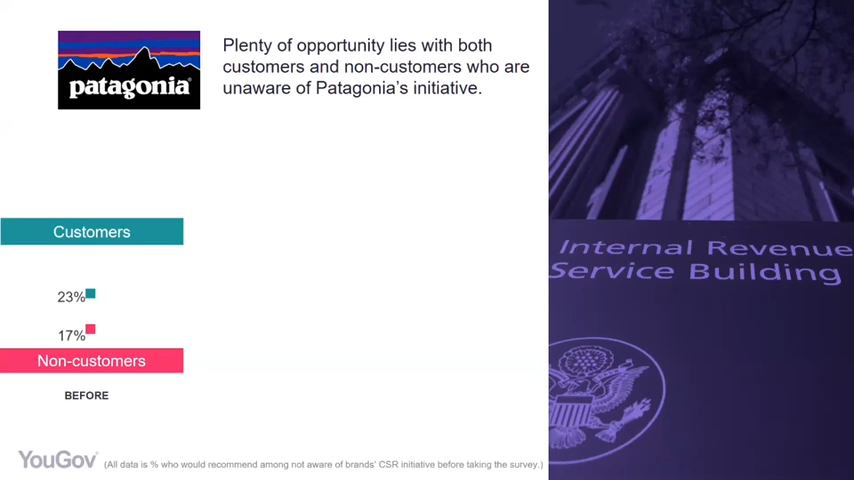 patagonia®
Plenty of opportunity lies with both
customers and non-customers who are
unaware of Patagonia’s initiative.
Customers
23%
17%
Non-customers
BEFORE
YouGov®
(All data is % who would recommend among not aware of brands' CSR initiative before taking the survey.)
Internal Revenue
Service Building